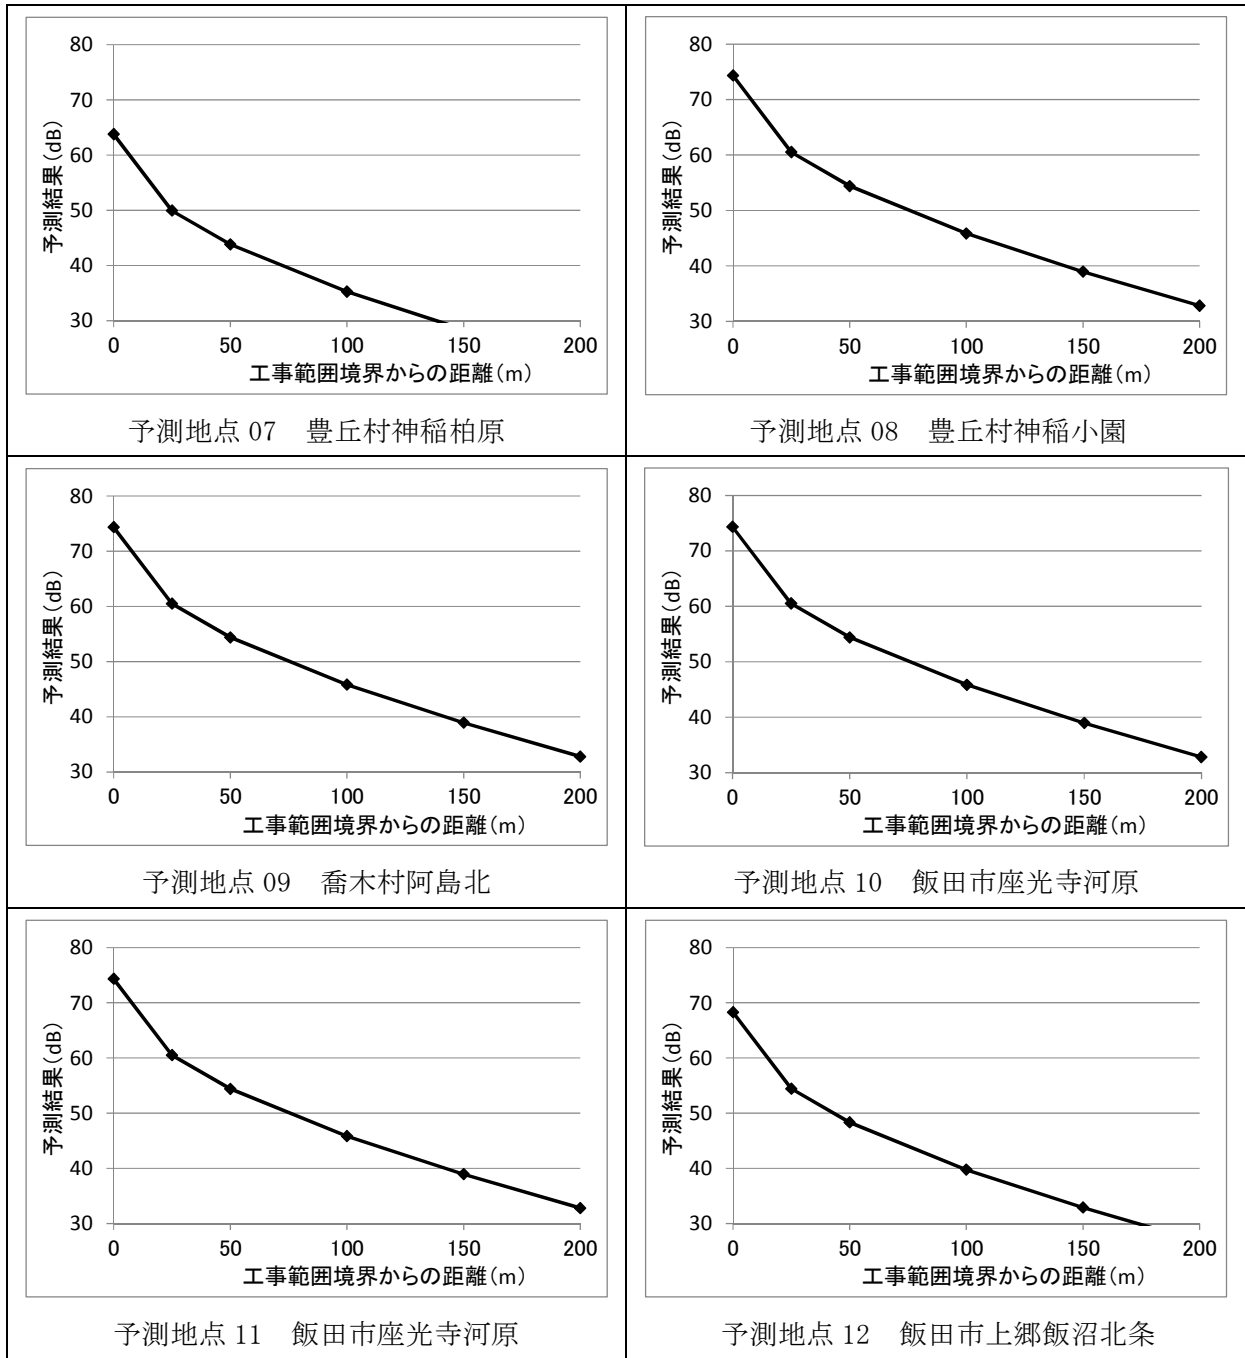 80
70
60
50
40
30
予測結果(dB)
0 50 100 150 200
工事範囲境界からの距離(m)
予測地点 07 豊丘村神稲柏原
80
70
60
50
40
30
予測結果(dB)
0 50 100 150 200
工事範囲境界からの距離(m)
予測地点 08 豊丘村神稲小園
80
70
60
50
40
30
予測結果(dB)
0 50 100 150 200
工事範囲境界からの距離(m)
予測地点 09 喬木村阿島北
80
70
60
50
40
30
予測結果(dB)
0 50 100 150 200
工事範囲境界からの距離(m)
予測地点 10 飯田市座光寺河原
80
70
60
50
40
30
予測結果(dB)
0 50 100 150 200
工事範囲境界からの距離(m)
予測地点 11 飯田市座光寺河原
80
70
60
50
40
30
予測結果(dB)
0 50 100 150 200
工事範囲境界からの距離(m)
予測地点 12 飯田市上郷飯沼北条